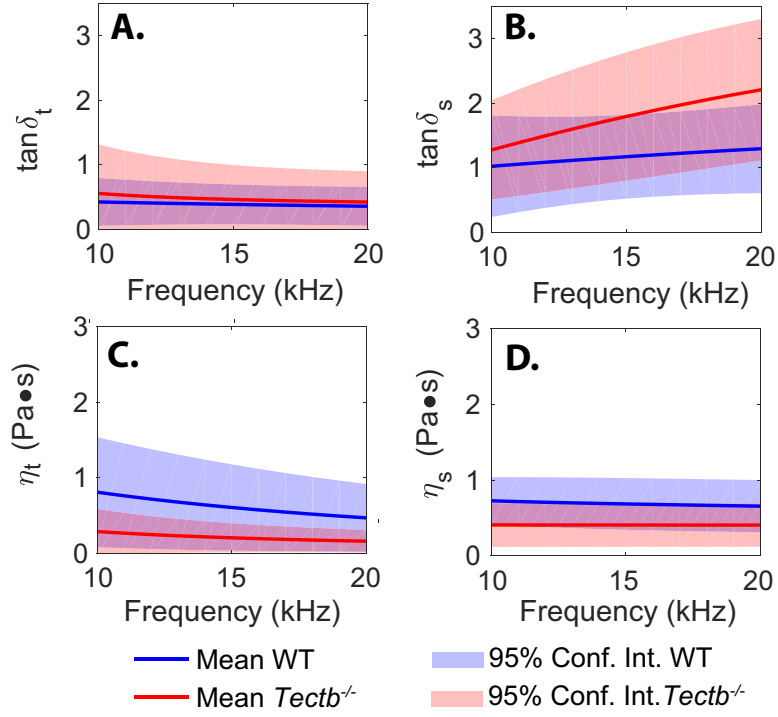 A.
3
2
1
0
tanδt
10 15 20
Frequency (kHz)
B.
3
2
1
0
tanδs
10 15 20
Frequency (kHz)
C.
3
2
1
0
ηt (Pa●s)
10 15 20
Frequency (kHz)
D.
3
2
1
0
ηs (Pa●s)
10 15 20
Frequency (kHz)
Mean WT
95% Conf. Int. WT
Mean Tectb-/-
95% Conf. Int.Tectb-/-